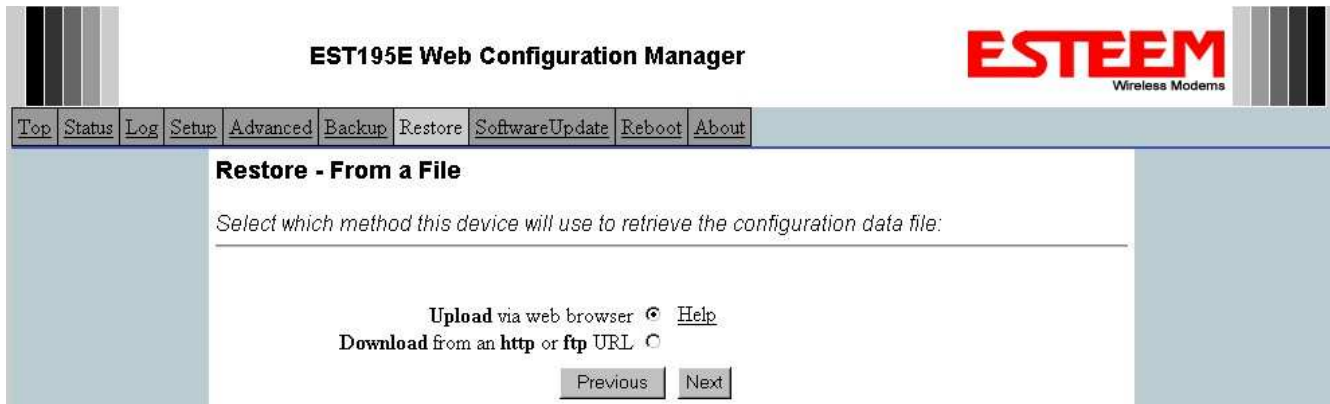 EST195E Web Configuration Manager
ESTEEM
Wireless Modems
Top Status Log Setup Advanced Backup Restore SoftwareUpdate Reboot About
Restore - From a File
Select which method this device will use to retrieve the configuration data file:
Upload via web browser Help
Download from an http or ftp URL
Previous Next